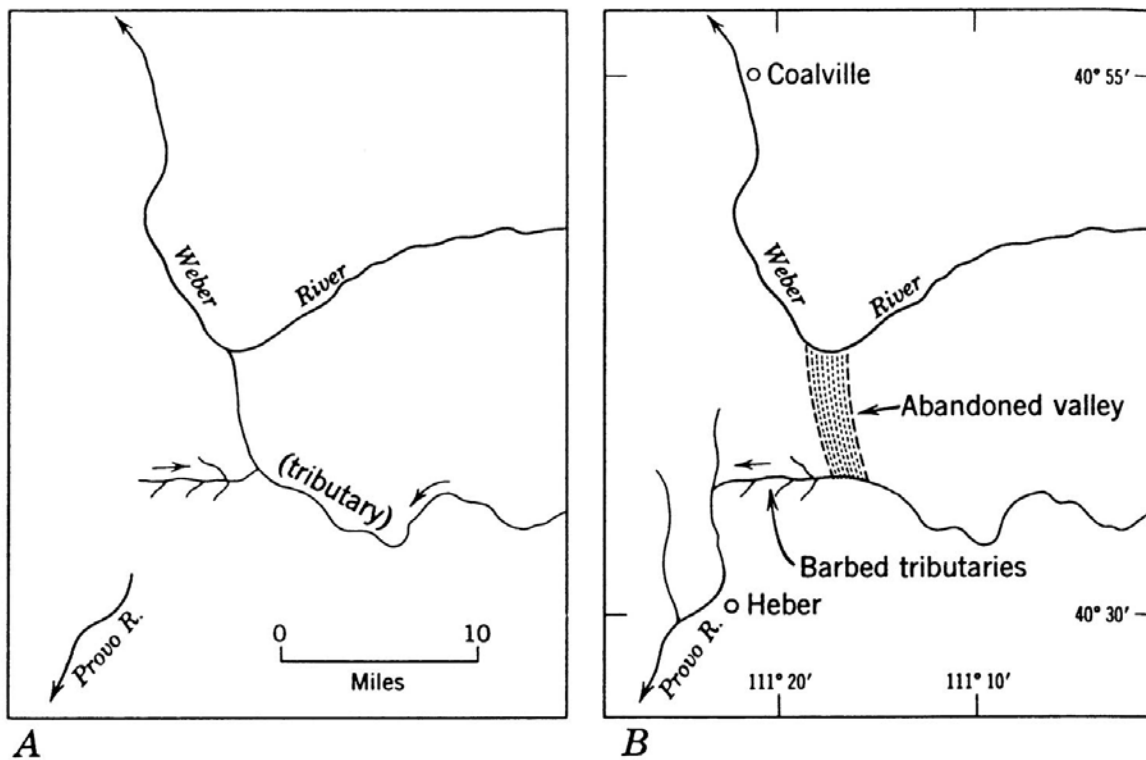 Weber
River
(tributary)
Provo R.
0 10
Miles
A
Coalville
40° 55'
Weber
River
Abandoned valley
Barbed tributaries
Heber
40° 30'
Provo R.
111° 20' 111° 10'
B